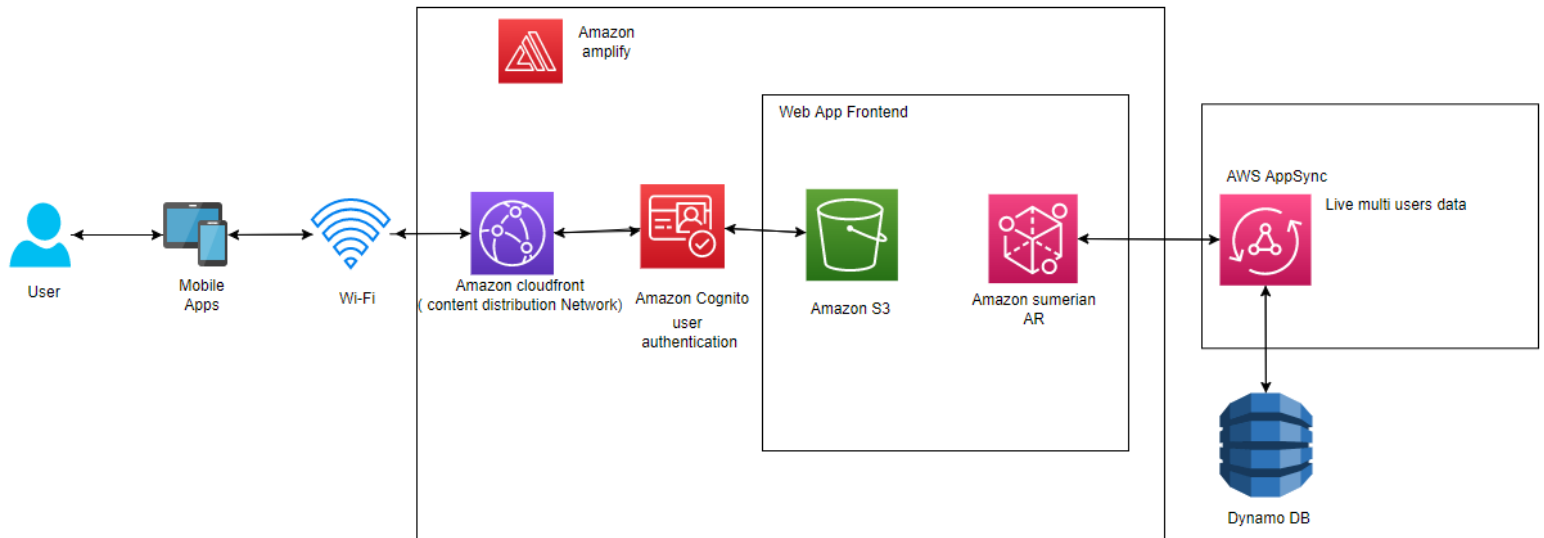 Amazon
amplify
Web App Frontend
AWS AppSync
Live multi users data
User
Mobile
Apps
Wi-Fi
Amazon cloudfront
( content distribution Network)
Amazon Cognito
user
authentication
Amazon S3
Amazon sumerian
AR
Dynamo DB